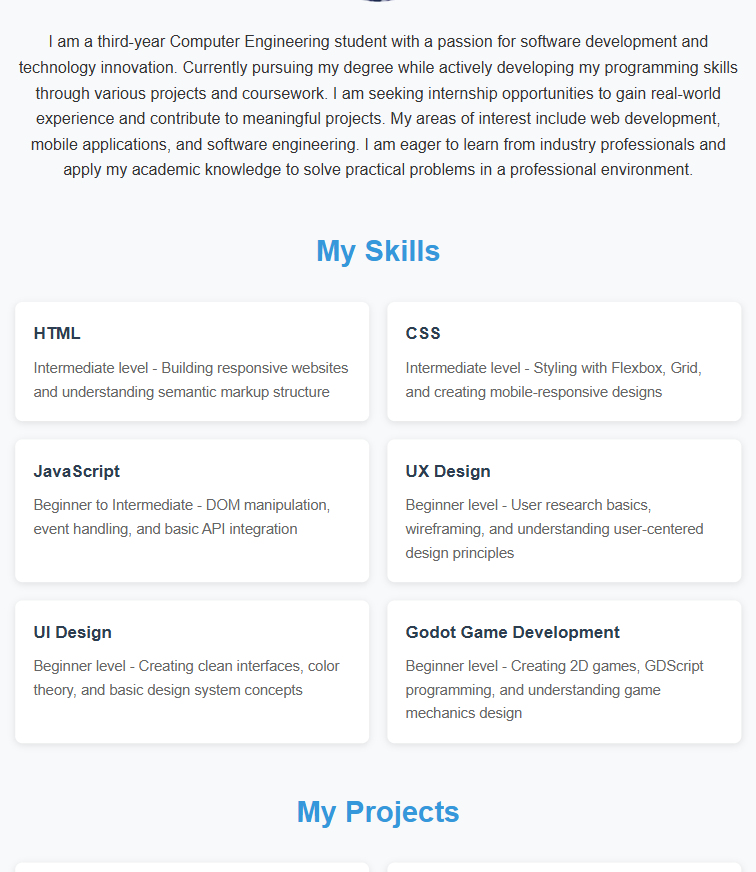 I am a third-year Computer Engineering student with a passion for software development and
technology innovation. Currently pursuing my degree while actively developing my programming skills
through various projects and coursework. I am seeking internship opportunities to gain real-world
experience and contribute to meaningful projects. My areas of interest include web development,
mobile applications, and software engineering. I am eager to learn from industry professionals and
apply my academic knowledge to solve practical problems in a professional environment.
My Skills
HTML
Intermediate level - Building responsive websites
and understanding semantic markup structure
CSS
Intermediate level - Styling with Flexbox, Grid,
and creating mobile-responsive designs
JavaScript
Beginner to Intermediate - DOM manipulation,
event handling, and basic API integration
UX Design
Beginner level - User research basics,
wireframing, and understanding user-centered
design principles
UI Design
Beginner level - Creating clean interfaces, color
theory, and basic design system concepts
Godot Game Development
Beginner level - Creating 2D games, GDScript
programming, and understanding game
mechanics design
My Projects